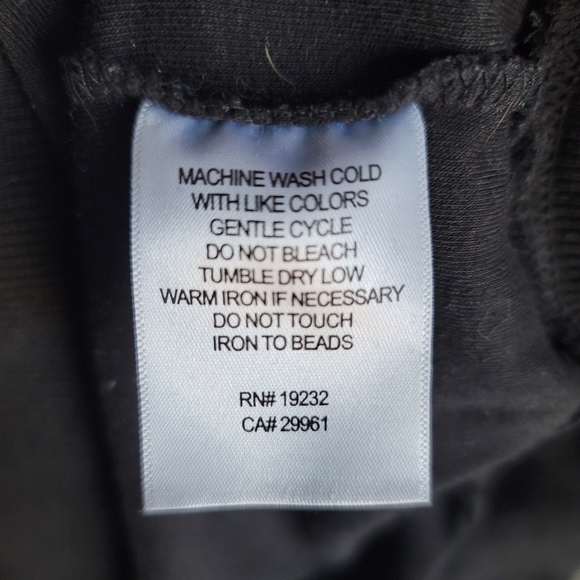 MACHINE WASH COLD
WITH LIKE COLORS
GENTLE CYCLE
DO NOT BLEACH
TUMBLE DRY LOW
WARM IRON IF NECESSARY
DO NOT TOUCH
IRON TO BEADS
RN# 19232
CA# 29961